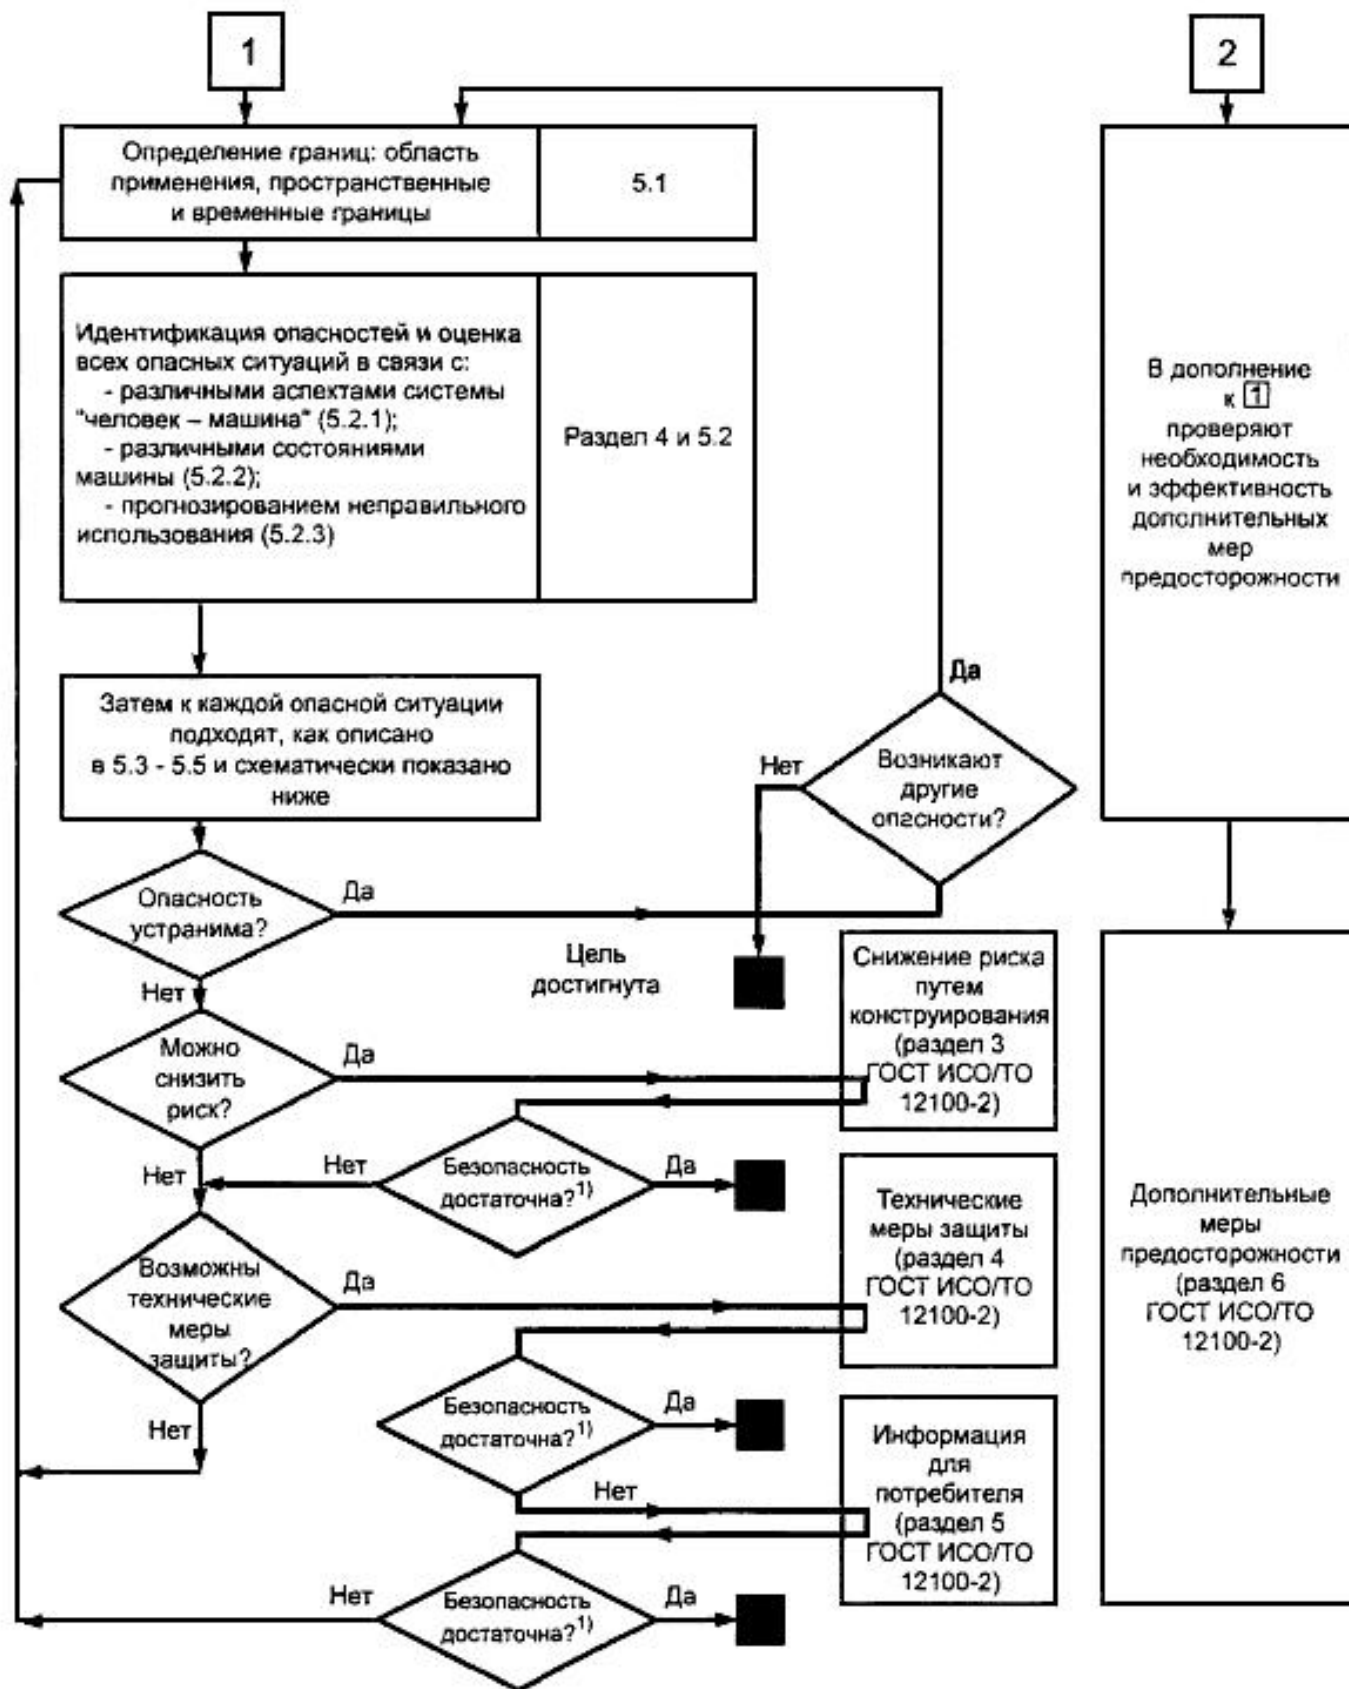 1
Определение границ: область
применения, пространственные
и временные границы
5.1
Идентификация опасностей и оценка
всех опасных ситуаций в связи с:
- различными аспектами системы
"человек – машина" (5.2.1);
- различными состояниями
машины (5.2.2);
- прогнозированием неправильного
использования (5.2.3)
Раздел 4 и 5.2
Затем к каждой опасной ситуации
подходят, как описано
в 5.3 - 5.5 и схематически показано
ниже
Да
Нет
Возникают
другие
опасности?
Опасность
устранима?
Да
Нет
Цель
достигнута
Можно
снизить
риск?
Да
Нет
Снижение риска
путем
конструирования
(раздел 3
ГОСТ ИСО/ТО
12100-2)
Нет
Безопасность
достаточна?1)
Да
Возможны
технические
меры
защиты?
Да
Нет
Технические
меры защиты
(раздел 4
ГОСТ ИСО/ТО
12100-2)
Безопасность
достаточна?1)
Да
Нет
Информация
для
потребителя
(раздел 5
ГОСТ ИСО/ТО
12100-2)
Нет
Безопасность
достаточна?1)
Да
2
В дополнение
к 1
проверяют
необходимость
и эффективность
дополнительных
мер
предосторожности
Дополнительные
меры
предосторожности
(раздел 6
ГОСТ ИСО/ТО
12100-2)